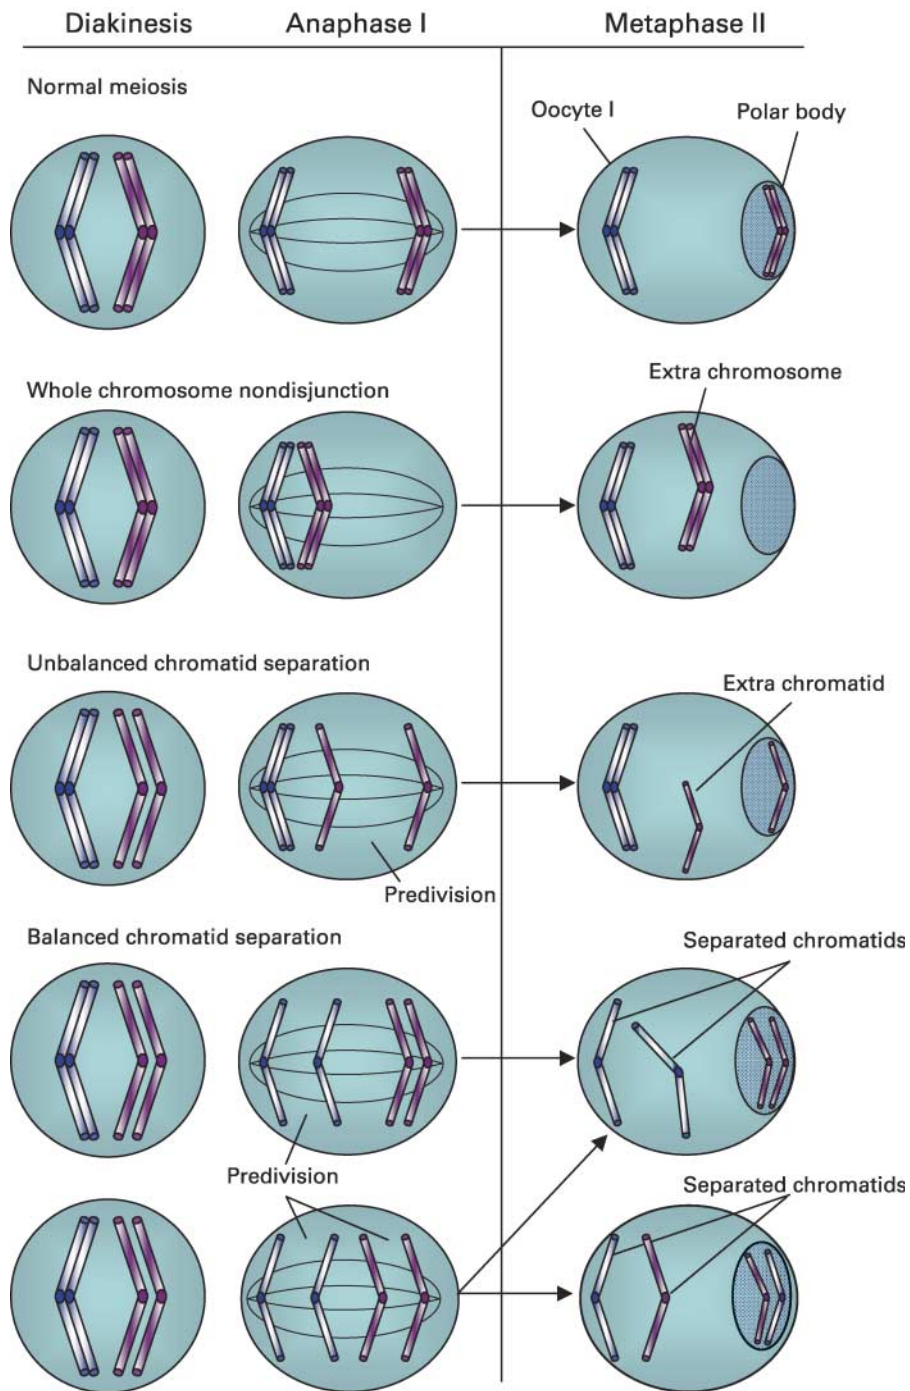 Diakinesis Anaphase I Metaphase II
Normal meiosis
Oocyte I Polar body
Whole chromosome nondisjunction
Extra chromosome
Unbalanced chromatid separation
Extra chromatid
Predivision
Balanced chromatid separation
Separated chromatids
Predivision
Separated chromatids